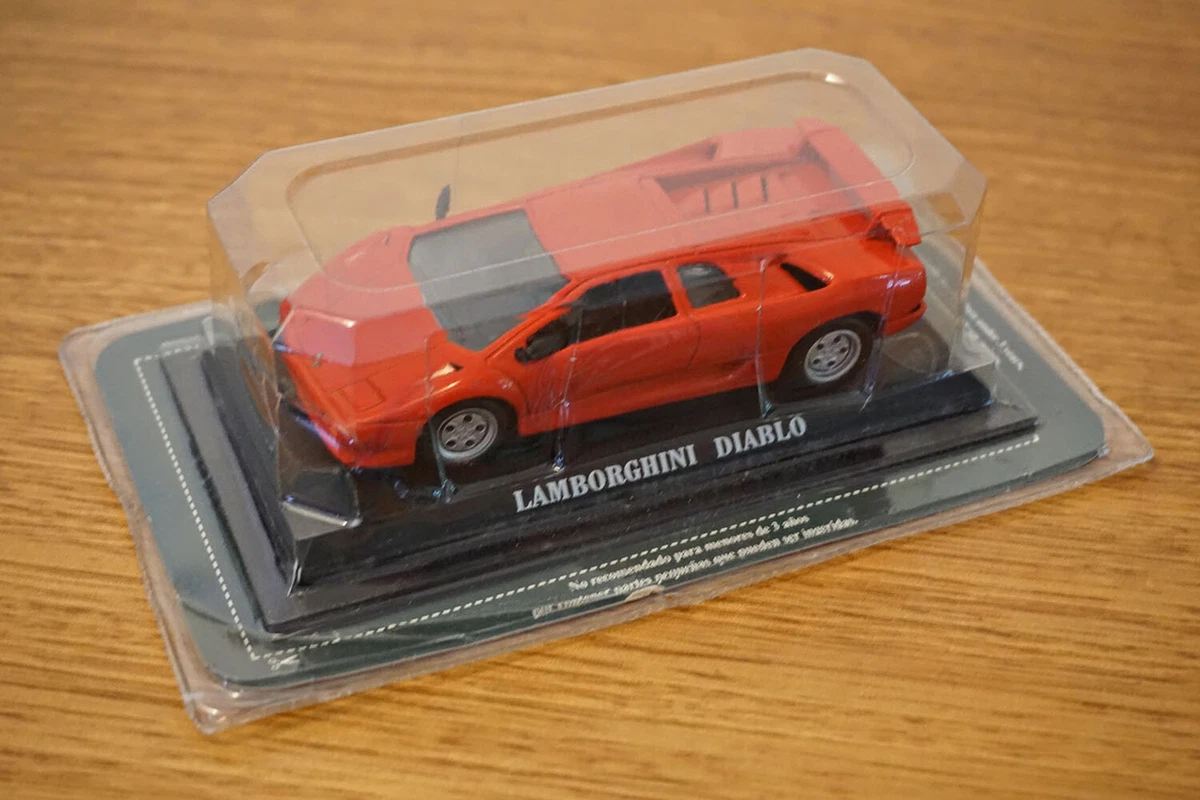 LAMBORGHINI DIABLO
No recomendado para menores de 3 años
por contener partes pequeñas que pueden ser ingeridas.